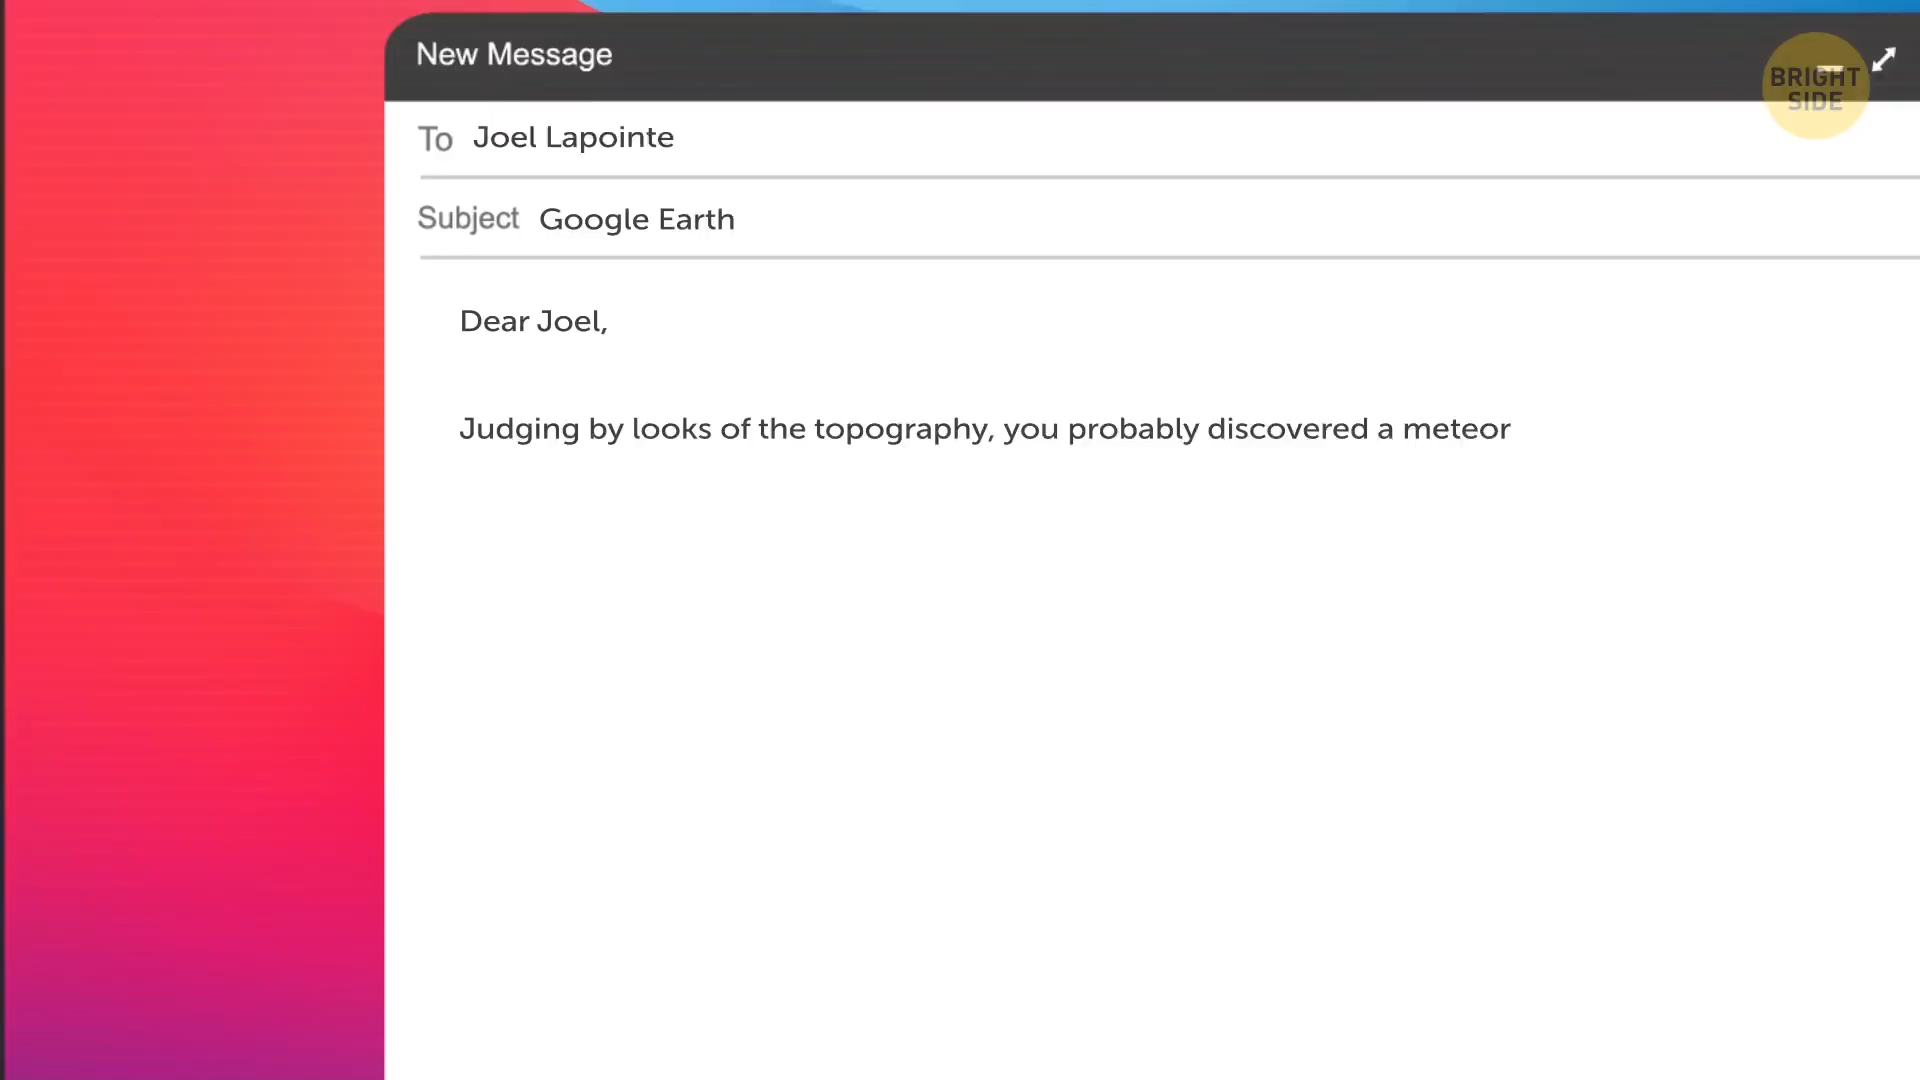 New Message
BRIGHT
SIDE
To Joel Lapointe
Subject Google Earth
Dear Joel,
Judging by looks of the topography, you probably discovered a meteor